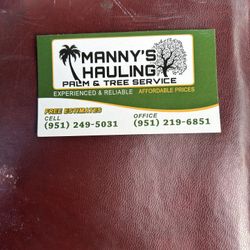 MANNY'S
HAULING
PALM & TREE SERVICE
EXPERIENCED & RELIABLE AFFORDABLE PRICES
FREE ESTIMATES
CELL OFFICE
(951) 249-5031 (951) 219-6851